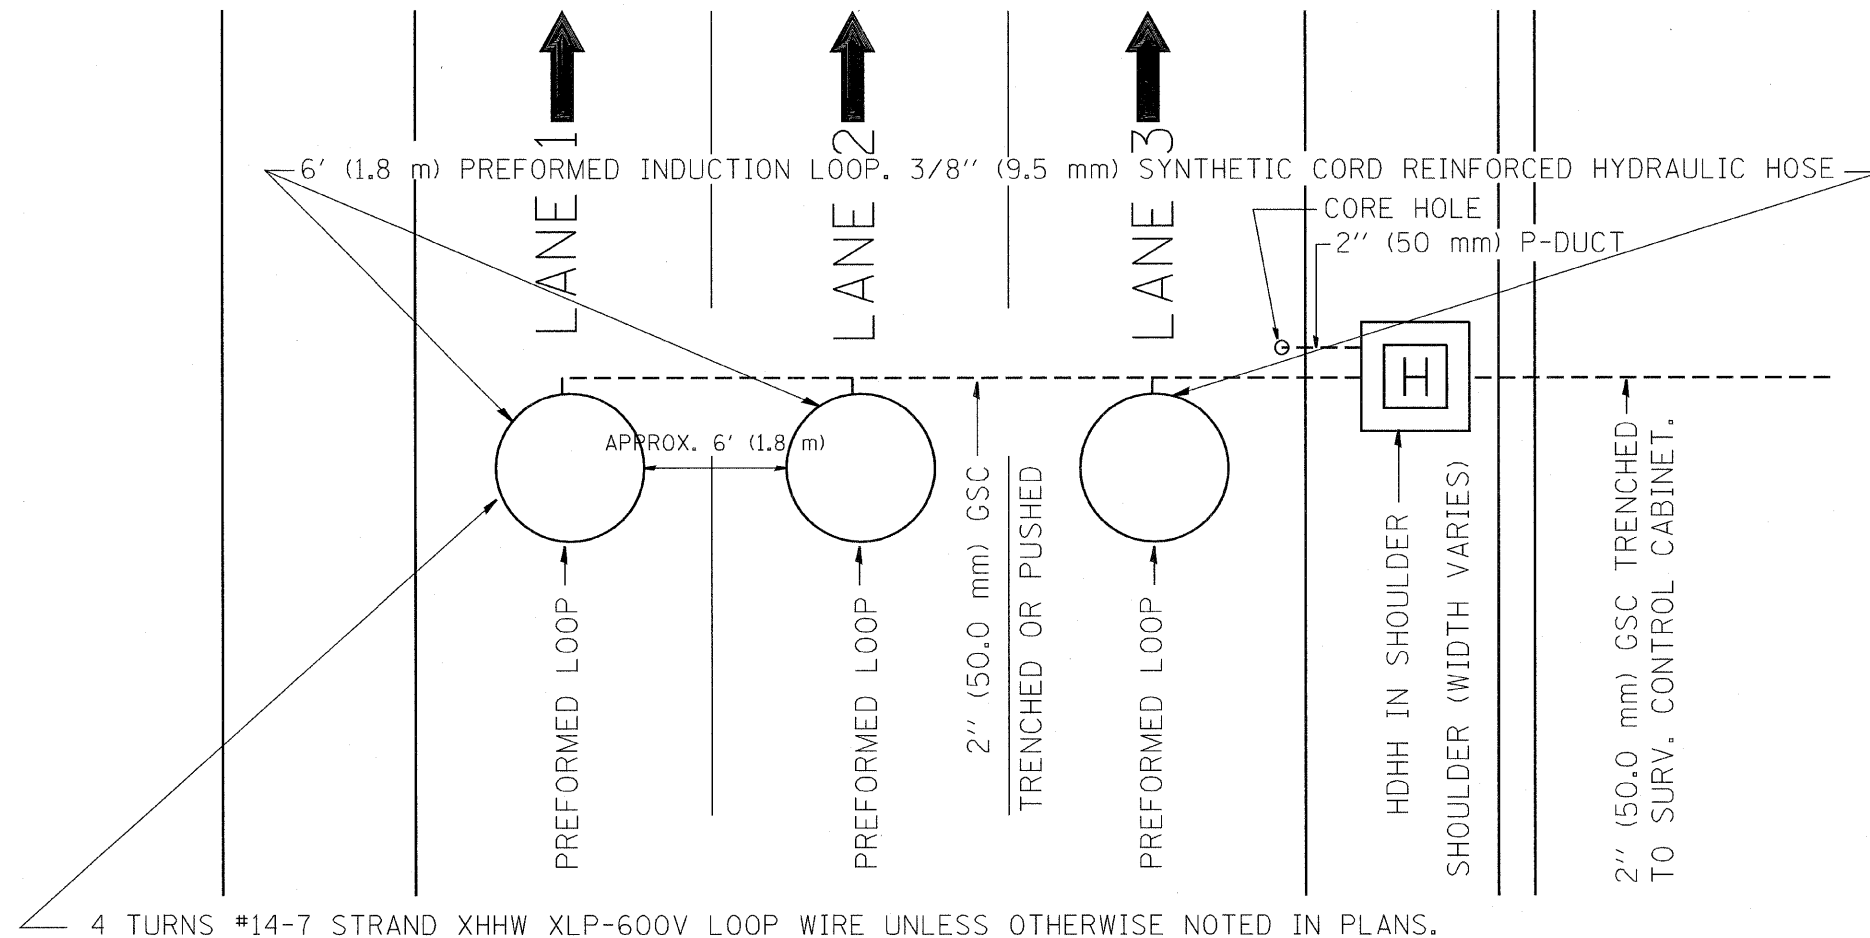 LANE 1
LANE 2
LANE 3
6' (1.8 m) PREFORMED INDUCTION LOOP. 3/8'' (9.5 mm) SYNTHETIC CORD REINFORCED HYDRAULIC HOSE
CORE HOLE
2'' (50 mm) P-DUCT
H
APPROX. 6' (1.8 m)
PREFORMED LOOP
PREFORMED LOOP
2'' (50.0 mm) GSC
TRENCHED OR PUSHED
PREFORMED LOOP
HDHH IN SHOULDER
SHOULDER (WIDTH VARIES)
2'' (50.0 mm) GSC TRENCHED
TO SURV. CONTROL CABINET.
4 TURNS #14-7 STRAND XHHW XLP-600V LOOP WIRE UNLESS OTHERWISE NOTED IN PLANS.